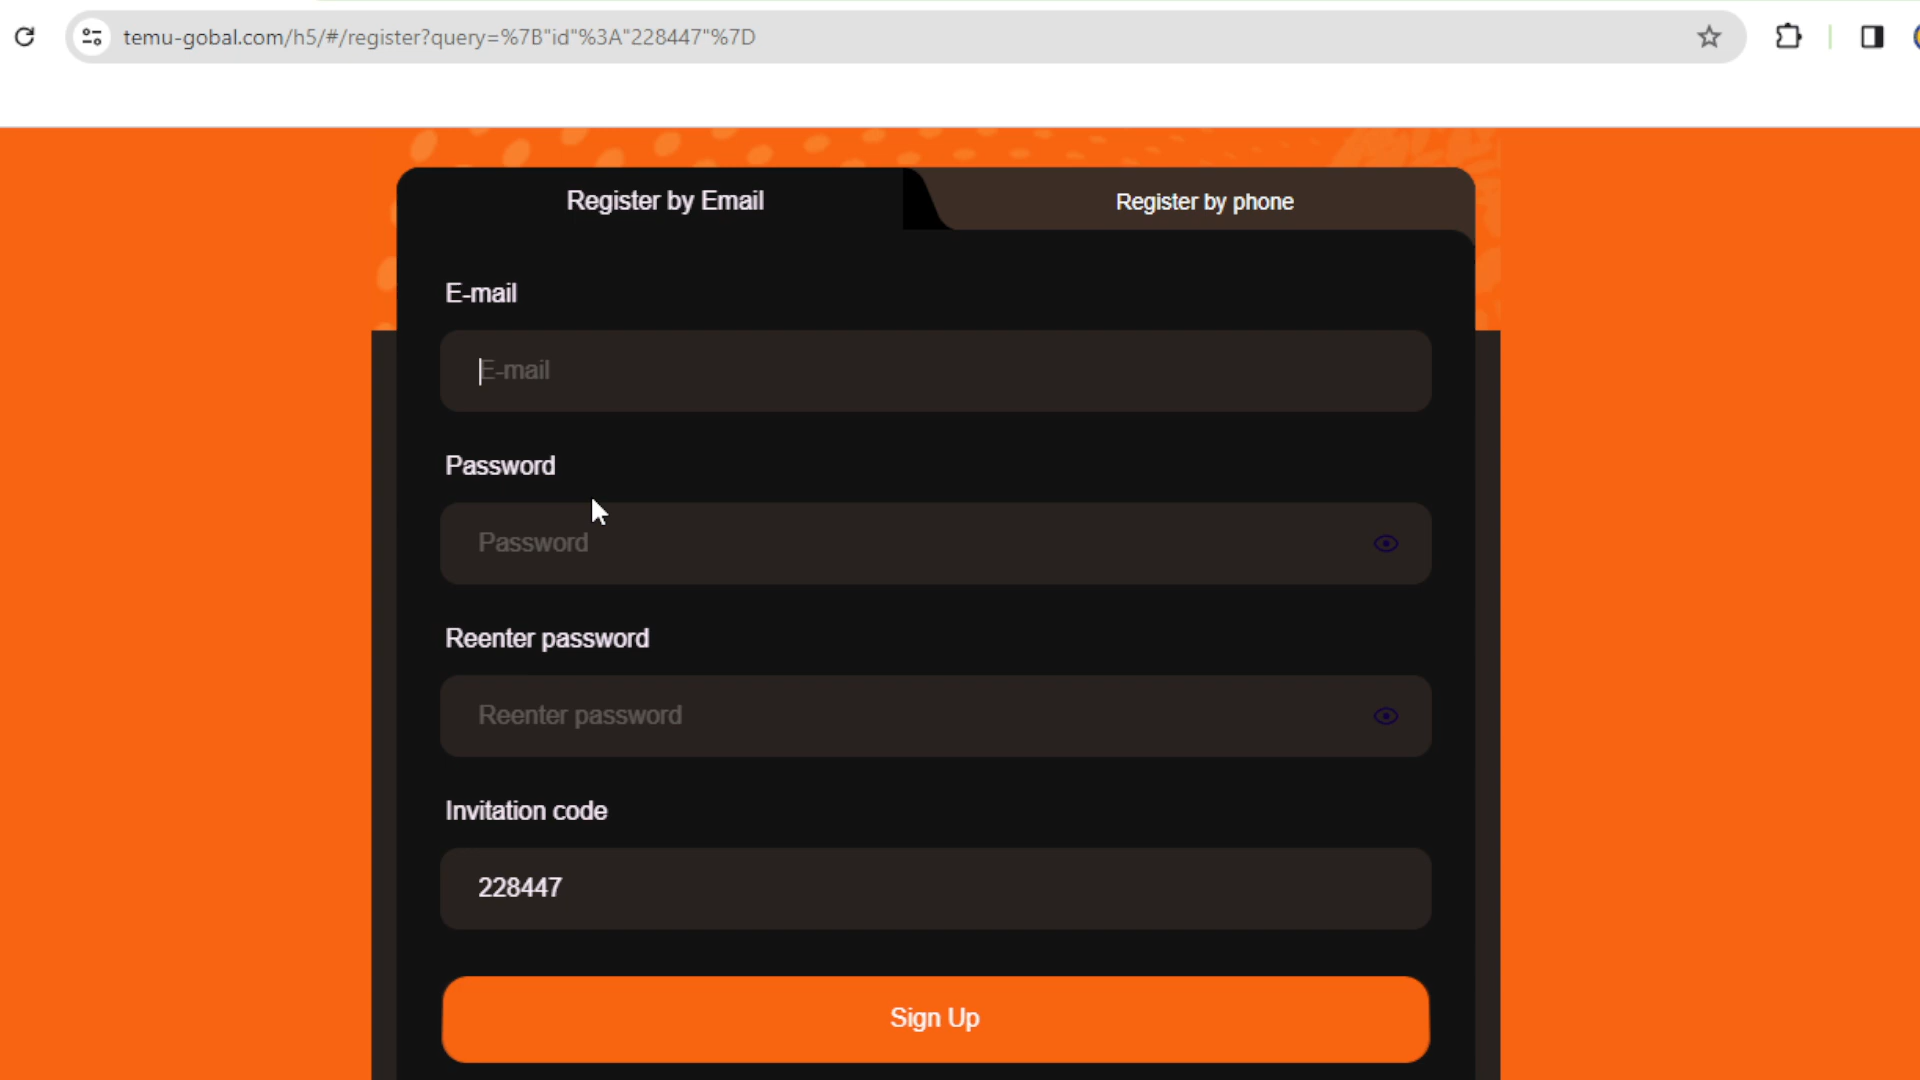 temu-gobal.com/h5/#/register?query=%7B"id"%3A"228447"%7D
Register by Email
Register by phone
E-mail
E-mail
Password
Password
Reenter password
Reenter password
Invitation code
228447
Sign Up